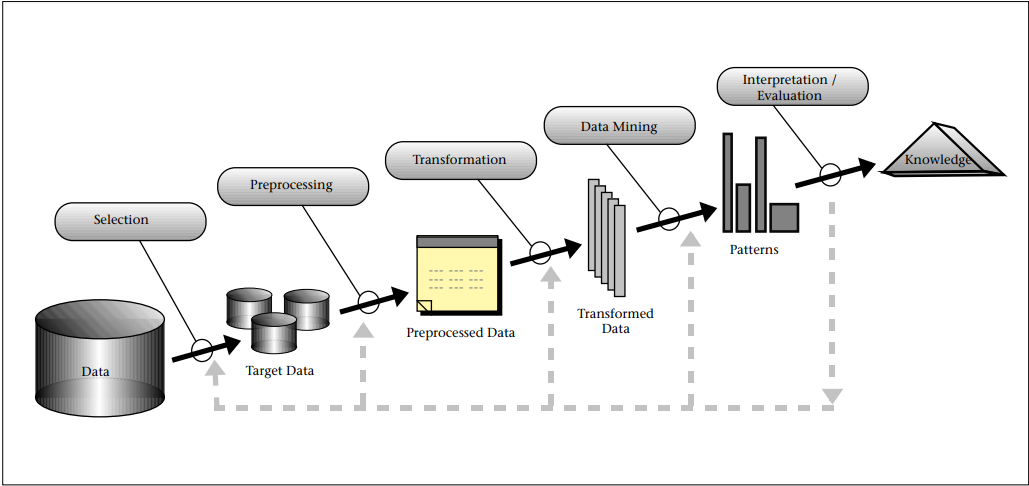 Interpretation /
Evaluation
Data Mining
Transformation
Knowledge
Preprocessing
Selection
Patterns
Transformed
Data
Preprocessed Data
Target Data
Data